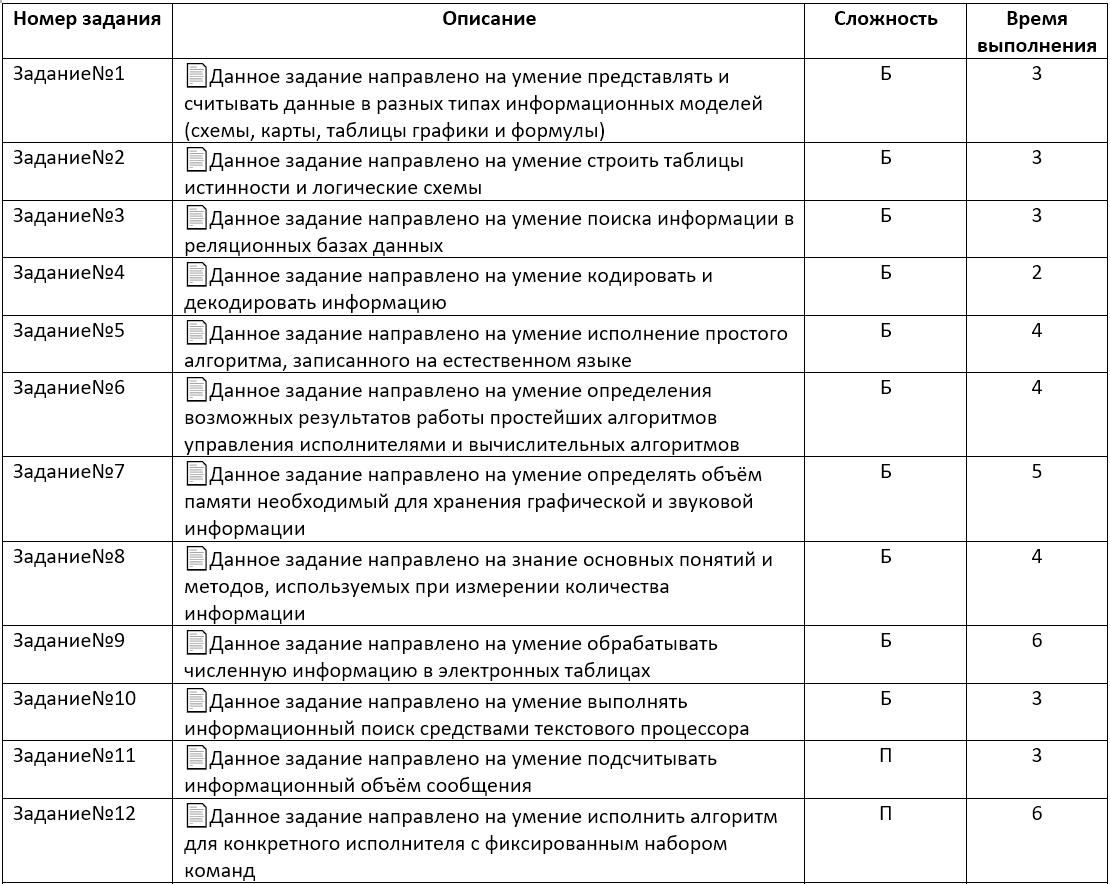 Номер задания Описание Сложность Время
выполнения
Задание№1 Данное задание направлено на умение представлять и Б 3
считывать данные в разных типах информационных моделей
(схемы, карты, таблицы графики и формулы)
Задание№2 Данное задание направлено на умение строить таблицы Б 3
истинности и логические схемы
Задание№3 Данное задание направлено на умение поиска информации в Б 3
реляционных базах данных
Задание№4 Данное задание направлено на умение кодировать и Б 2
декодировать информацию
Задание№5 Данное задание направлено на умение исполнение простого Б 4
алгоритма, записанного на естественном языке
Задание№6 Данное задание направлено на умение определения Б 4
возможных результатов работы простейших алгоритмов
управления исполнителями и вычислительных алгоритмов
Задание№7 Данное задание направлено на умение определять объём Б 5
памяти необходимый для хранения графической и звуковой
информации
Задание№8 Данное задание направлено на знание основных понятий и Б 4
методов, используемых при измерении количества
информации
Задание№9 Данное задание направлено на умение обрабатывать Б 6
численную информацию в электронных таблицах
Задание№10 Данное задание направлено на умение выполнять Б 3
информационный поиск средствами текстового процессора
Задание№11 Данное задание направлено на умение подсчитывать П 3
информационный объём сообщения
Задание№12 Данное задание направлено на умение исполнить алгоритм П 6
для конкретного исполнителя с фиксированным набором
команд